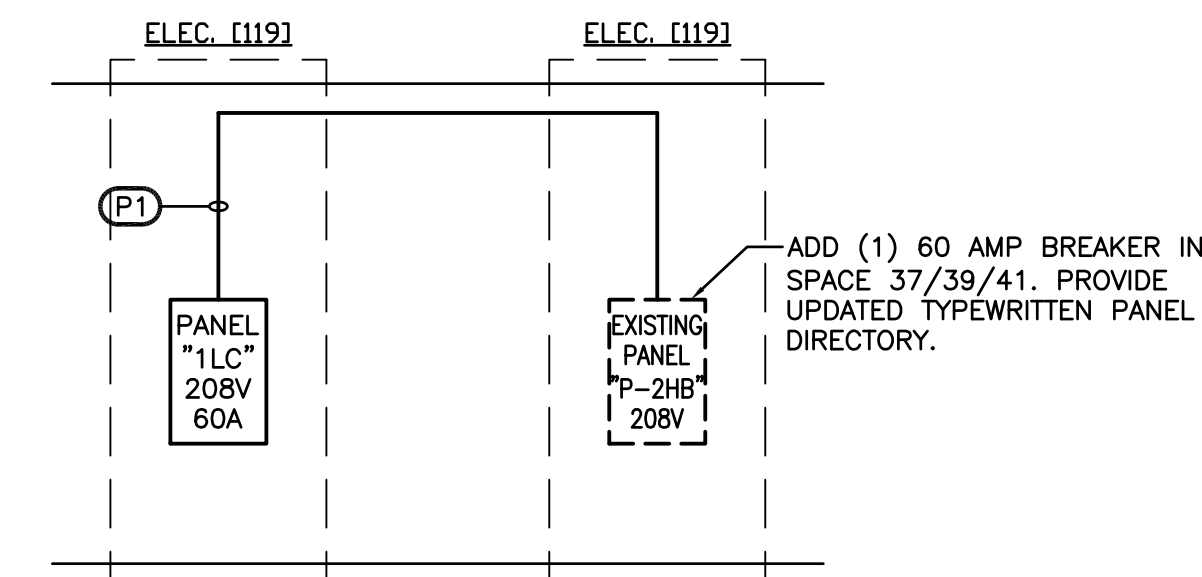 ELEC. [119]
ELEC. [119]
P1
ADD (1) 60 AMP BREAKER IN
SPACE 37/39/41. PROVIDE
UPDATED TYPEWRITTEN PANEL
DIRECTORY.
PANEL
"1LC"
208V
60A
EXISTING
PANEL
"P-2HB"
208V